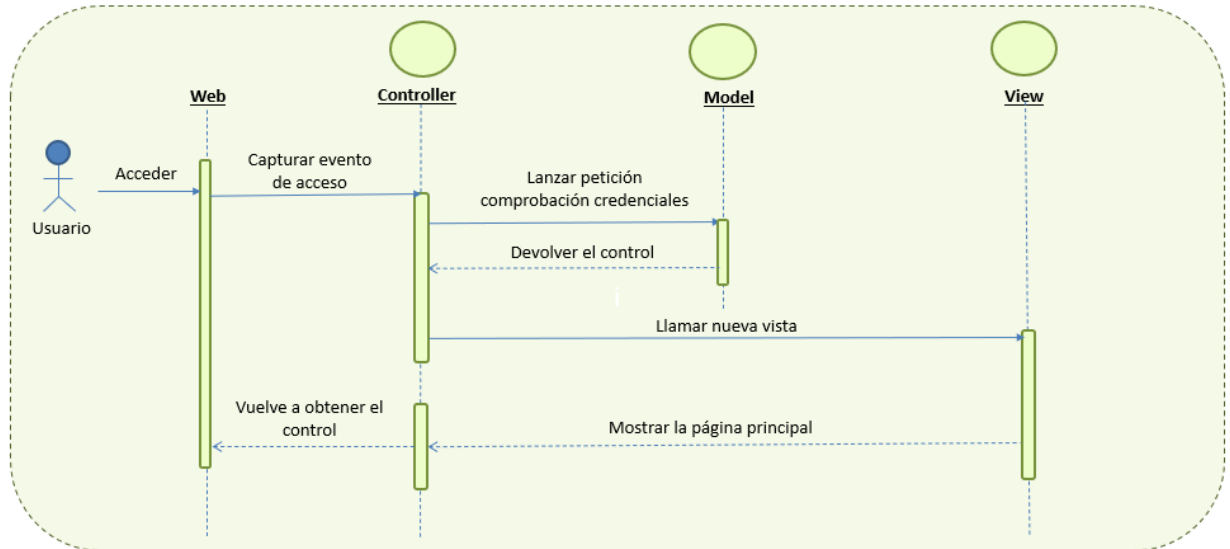 Web
Controller
Model
View
Acceder
Usuario
Capturar evento
de acceso
Lanzar petición
comprobación credenciales
Devolver el control
i
Llamar nueva vista
Vuelve a obtener el
control
Mostrar la página principal